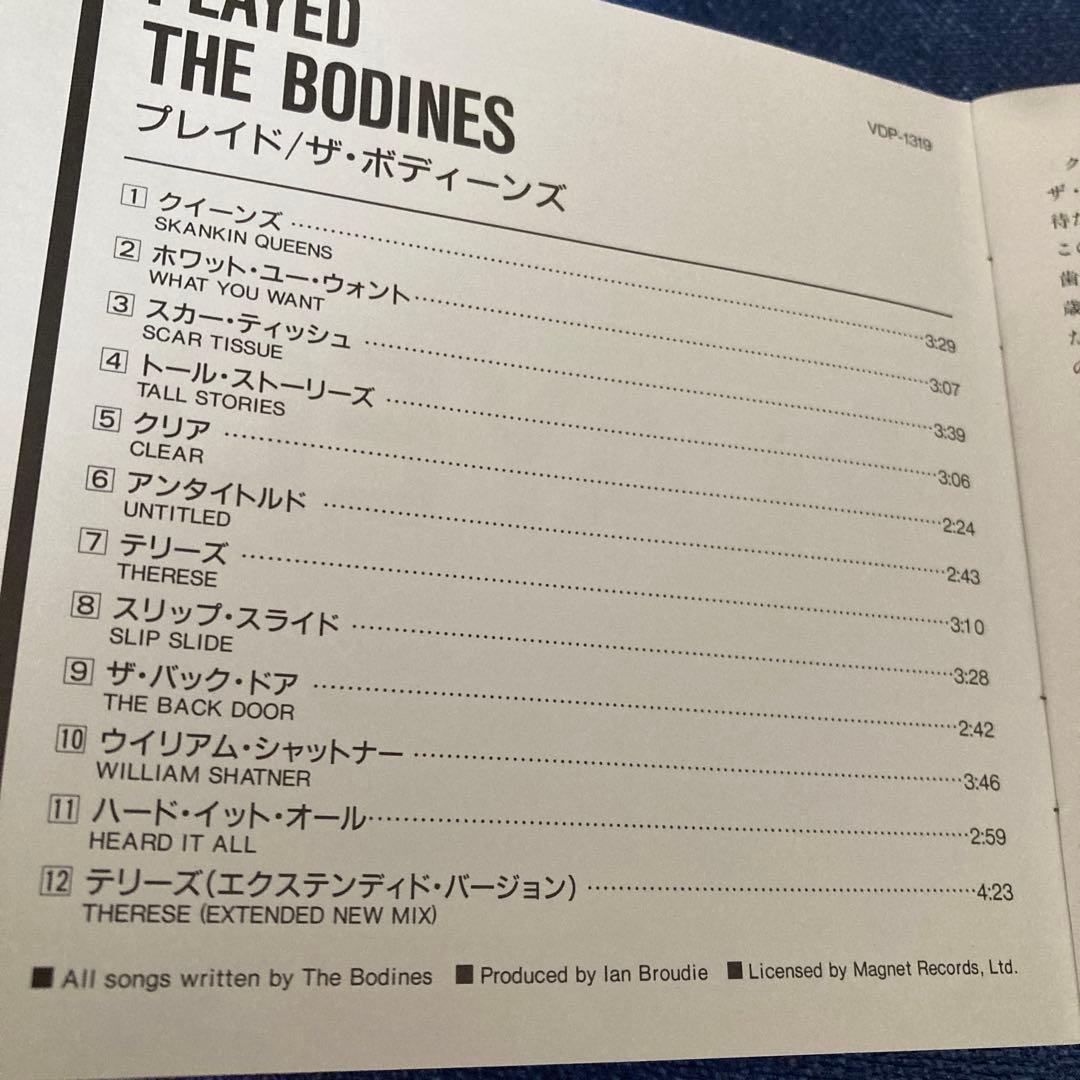 PLAYED
THE BODINES
プレイド/ザ・ボディーンズ
VDP-1319
1 クイーンズ 3:29
SKANKIN QUEENS
2 ホワット・ユー・ウォント 3:07
WHAT YOU WANT
3 スカー・ティッシュ 3:39
SCAR TISSUE
4 トール・ストーリーズ 3:06
TALL STORIES
5 クリア 2:24
CLEAR
6 アンタイトルド 2:43
UNTITLED
7 テリーズ 3:10
THERESE
8 スリップ・スライド 3:28
SLIP SLIDE
9 ザ・バック・ドア 2:42
THE BACK DOOR
10 ウイリアム・シャットナー 3:46
WILLIAM SHATNER
11 ハード・イット・オール 2:59
HEARD IT ALL
12 テリーズ(エクステンディド・バージョン) 4:23
THERESE (EXTENDED NEW MIX)
■ All songs written by The Bodines ■ Produced by Ian Broudie ■ Licensed by Magnet Records, Ltd.
ク
ザ・
待
こ
歯
歳
た
の